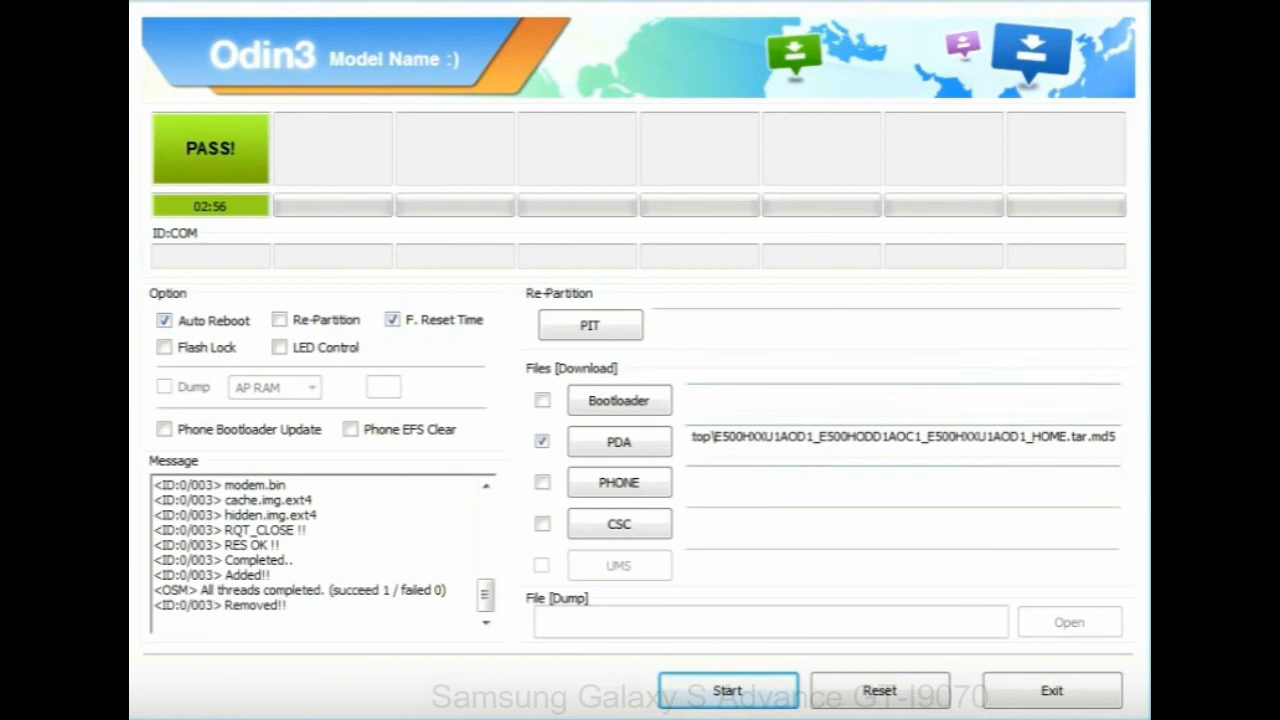 Odin3 Model Name :)
PASS!
02:56
ID:COM
Option
Auto Reboot Re-Partition F. Reset Time
Flash Lock LED Control
Dump AP RAM
Phone Bootloader Update Phone EFS Clear
Message
<ID:0/003> modem.bin
<ID:0/003> cache.img.ext4
<ID:0/003> hidden.img.ext4
<ID:0/003> RQT_CLOSE !!
<ID:0/003> RES OK !!
<ID:0/003> Completed..
<ID:0/003> Added!!
<OSM> All threads completed. (succeed 1 / failed 0)
<ID:0/003> Removed!!
Re-Partition
PIT
Files [Download]
Bootloader
PDA top\E500HXXU1AOD1_E500HODD1AOC1_E500HXXU1AOD1_HOME.tar.md5
PHONE
CSC
UMS
File [Dump]
Open
Start Reset Exit
Samsung Galaxy S Advance GT-I9070